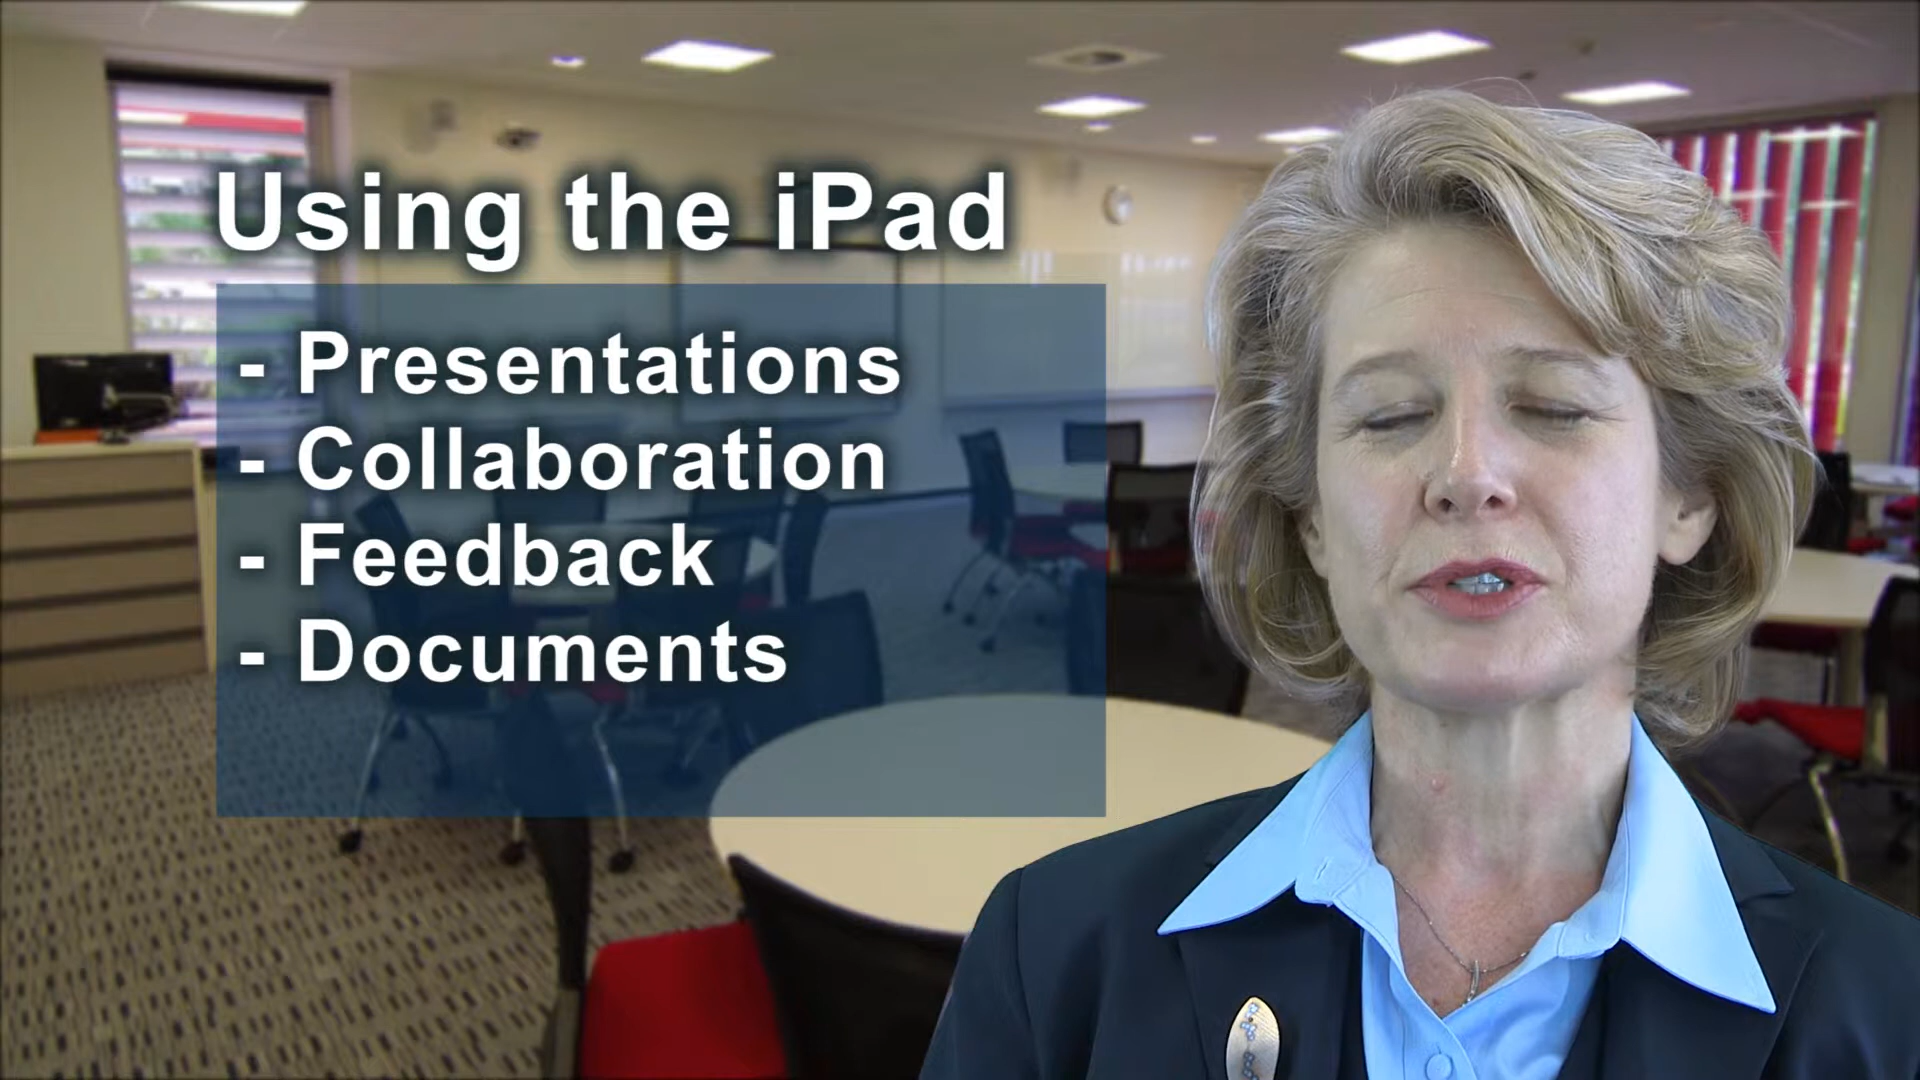 Using the iPad
- Presentations
- Collaboration
- Feedback
- Documents